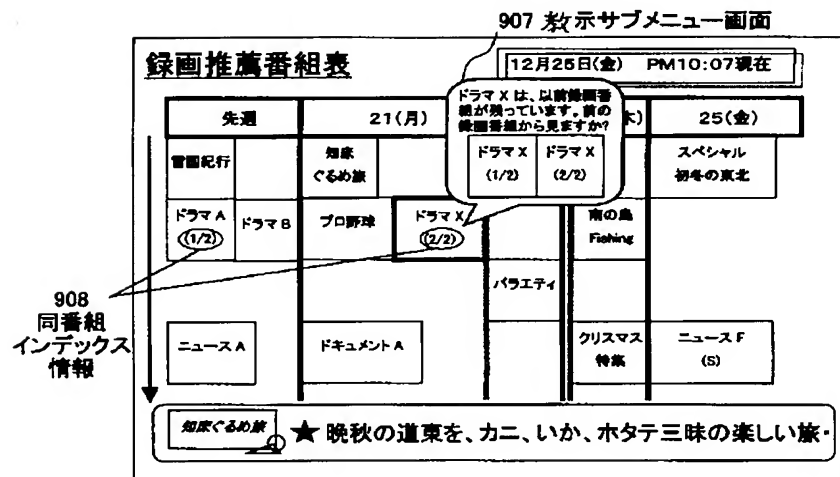 907 教示サブメニュー画面
録画推薦番組表
12月25日(金) PM10:07現在
ドラマ X は、以前録画番
組が残っています。前の
録画番組から見ますか?
ドラマ X
(1/2)
ドラマ X
(2/2)
先週
21(月)
木)
25(金)
雪国紀行
知床
ぐるめ旅
スペシャル
初冬の東北
ドラマ A
(1/2)
ドラマ B
プロ野球
ドラマ X
(2/2)
南の島
Fishing
バラエティ
908
同番組
インデックス
情報
ニュース A
ドキュメント A
クリスマス
特集
ニュース F
(S)
知床ぐるめ旅
★ 晩秋の道東を、カニ、いか、ホタテ三昧の楽しい旅・